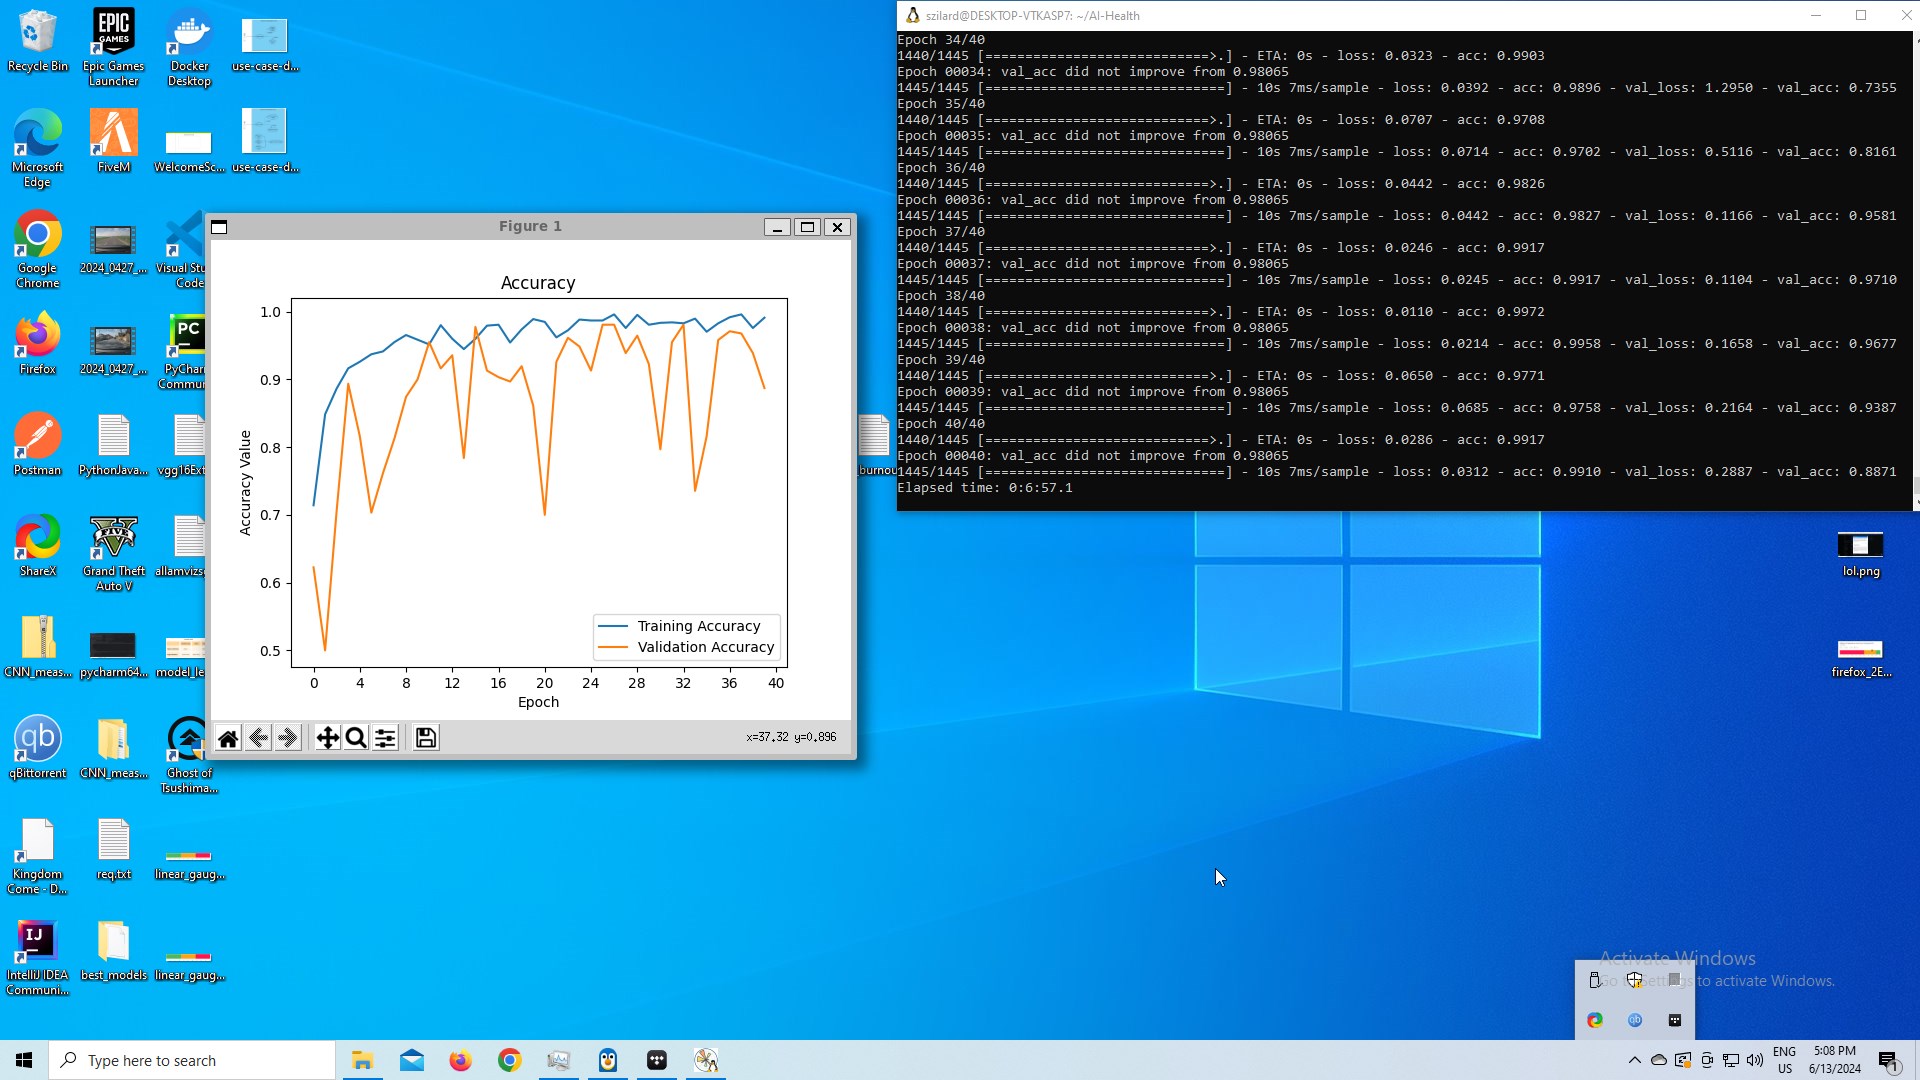 Recycle Bin
Epic Games
Launcher
Docker
Desktop
use-case-d...
Microsoft
Edge
FiveM
WelcomeSc...
use-case-d...
Google
Chrome
2024_0427_...
Visual Stu
Code
Firefox
2024_0427_...
PyChar
Commu
Postman
PythonJava...
vgg16Ext
ShareX
Grand Theft
Auto V
allamvizs
CNN_meas...
pycharm64...
model_le
qBittorrent
CNN_meas...
Ghost of
Tsushima...
Kingdom
Come - D...
req.txt
linear_gaug...
IntelliJ IDEA
Communi...
best_models
linear_gaug...
EPIC
GAMES
PC
qb
IJ
Figure 1
Accuracy
1.0
0.9
0.8
0.7
0.6
0.5
Accuracy Value
0 4 8 12 16 20 24 28 32 36 40
Epoch
Training Accuracy
Validation Accuracy
x=37.32 y=0.896
_burnou
szilard@DESKTOP-VTKASP7: ~/AI-Health
Epoch 34/40
1440/1445 [============================>.] - ETA: 0s - loss: 0.0323 - acc: 0.9903
Epoch 00034: val_acc did not improve from 0.98065
1445/1445 [==============================] - 10s 7ms/sample - loss: 0.0392 - acc: 0.9896 - val_loss: 1.2950 - val_acc: 0.7355
Epoch 35/40
1440/1445 [============================>.] - ETA: 0s - loss: 0.0707 - acc: 0.9708
Epoch 00035: val_acc did not improve from 0.98065
1445/1445 [==============================] - 10s 7ms/sample - loss: 0.0714 - acc: 0.9702 - val_loss: 0.5116 - val_acc: 0.8161
Epoch 36/40
1440/1445 [============================>.] - ETA: 0s - loss: 0.0442 - acc: 0.9826
Epoch 00036: val_acc did not improve from 0.98065
1445/1445 [==============================] - 10s 7ms/sample - loss: 0.0442 - acc: 0.9827 - val_loss: 0.1166 - val_acc: 0.9581
Epoch 37/40
1440/1445 [============================>.] - ETA: 0s - loss: 0.0246 - acc: 0.9917
Epoch 00037: val_acc did not improve from 0.98065
1445/1445 [==============================] - 10s 7ms/sample - loss: 0.0245 - acc: 0.9917 - val_loss: 0.1104 - val_acc: 0.9710
Epoch 38/40
1440/1445 [============================>.] - ETA: 0s - loss: 0.0110 - acc: 0.9972
Epoch 00038: val_acc did not improve from 0.98065
1445/1445 [==============================] - 10s 7ms/sample - loss: 0.0214 - acc: 0.9958 - val_loss: 0.1658 - val_acc: 0.9677
Epoch 39/40
1440/1445 [============================>.] - ETA: 0s - loss: 0.0650 - acc: 0.9771
Epoch 00039: val_acc did not improve from 0.98065
1445/1445 [==============================] - 10s 7ms/sample - loss: 0.0685 - acc: 0.9758 - val_loss: 0.2164 - val_acc: 0.9387
Epoch 40/40
1440/1445 [============================>.] - ETA: 0s - loss: 0.0286 - acc: 0.9917
Epoch 00040: val_acc did not improve from 0.98065
1445/1445 [==============================] - 10s 7ms/sample - loss: 0.0312 - acc: 0.9910 - val_loss: 0.2887 - val_acc: 0.8871
Elapsed time: 0:6:57.1
lol.png
firefox_2E...
Activate Windows
Go to Settings to activate Windows.
Type here to search
ENG
US
5:08 PM
6/13/2024
1